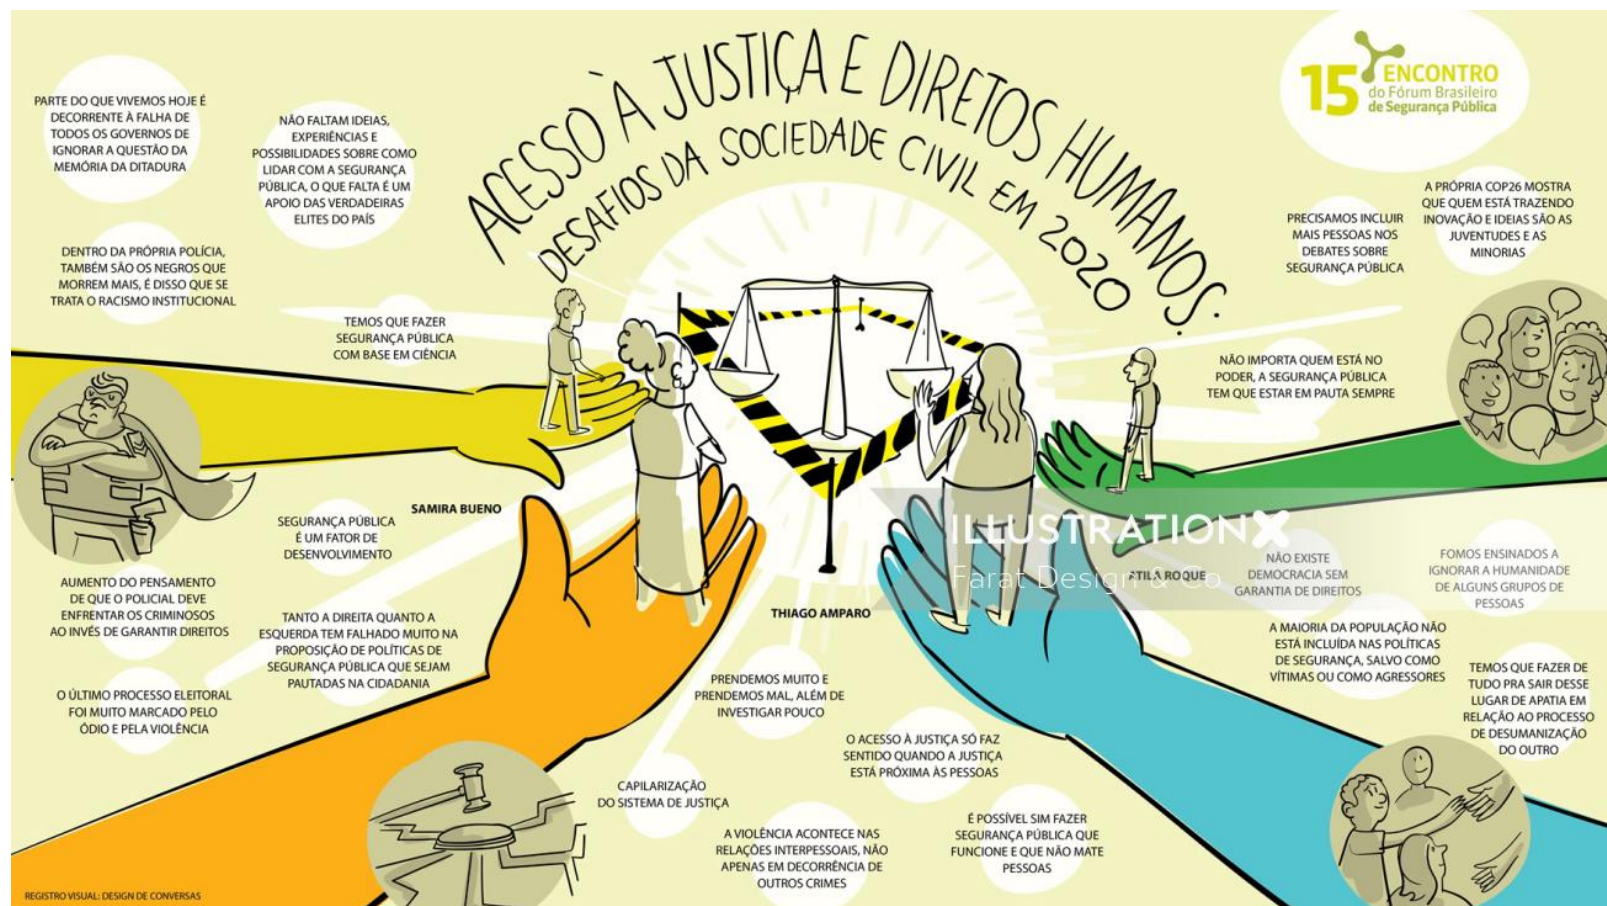 ACESSO À JUSTIÇA E DIRETOS HUMANOS:
DESAFIOS DA SOCIEDADE CIVIL EM 2020
15 ENCONTRO
do Fórum Brasileiro
de Segurança Pública
PARTE DO QUE VIVEMOS HOJE É
DECORRENTE À FALHA DE
TODOS OS GOVERNOS DE
IGNORAR A QUESTÃO DA
MEMÓRIA DA DITADURA
NÃO FALTAM IDEIAS,
EXPERIÊNCIAS E
POSSIBILIDADES SOBRE COMO
LIDAR COM A SEGURANÇA
PÚBLICA, O QUE FALTA É UM
APOIO DAS VERDADEIRAS
ELITES DO PAÍS
DENTRO DA PRÓPRIA POLÍCIA,
TAMBÉM SÃO OS NEGROS QUE
MORREM MAIS, É DISSO QUE SE
TRATA O RACISMO INSTITUCIONAL
TEMOS QUE FAZER
SEGURANÇA PÚBLICA
COM BASE EM CIÊNCIA
PRECISAMOS INCLUIR
MAIS PESSOAS NOS
DEBATES SOBRE
SEGURANÇA PÚBLICA
A PRÓPRIA COP26 MOSTRA
QUE QUEM ESTÁ TRAZENDO
INOVAÇÃO E IDEIAS SÃO AS
JUVENTUDES E AS
MINORIAS
NÃO IMPORTA QUEM ESTÁ NO
PODER, A SEGURANÇA PÚBLICA
TEM QUE ESTAR EM PAUTA SEMPRE
SAMIRA BUENO
SEGURANÇA PÚBLICA
É UM FATOR DE
DESENVOLVIMENTO
AUMENTO DO PENSAMENTO
DE QUE O POLICIAL DEVE
ENFRENTAR OS CRIMINOSOS
AO INVÉS DE GARANTIR DIREITOS
TANTO A DIREITA QUANTO A
ESQUERDA TEM FALHADO MUITO NA
PROPOSIÇÃO DE POLÍTICAS DE
SEGURANÇA PÚBLICA QUE SEJAM
PAUTADAS NA CIDADANIA
O ÚLTIMO PROCESSO ELEITORAL
FOI MUITO MARCADO PELO
ÓDIO E PELA VIOLÊNCIA
THIAGO AMPARO
PRENDEMOS MUITO E
PRENDEMOS MAL, ALÉM DE
INVESTIGAR POUCO
O ACESSO À JUSTIÇA SÓ FAZ
SENTIDO QUANDO A JUSTIÇA
ESTÁ PRÓXIMA ÀS PESSOAS
CAPILARIZAÇÃO
DO SISTEMA DE JUSTIÇA
A VIOLÊNCIA ACONTECE NAS
RELAÇÕES INTERPESSOAIS, NÃO
APENAS EM DECORRÊNCIA DE
OUTROS CRIMES
É POSSÍVEL SIM FAZER
SEGURANÇA PÚBLICA QUE
FUNCIONE E QUE NÃO MATE
PESSOAS
ILLUSTRATIONX
Farat Design & Co
ATILA ROQUE
NÃO EXISTE
DEMOCRACIA SEM
GARANTIA DE DIREITOS
FOMOS ENSINADOS A
IGNORAR A HUMANIDADE
DE ALGUNS GRUPOS DE
PESSOAS
A MAIORIA DA POPULAÇÃO NÃO
ESTÁ INCLUÍDA NAS POLÍTICAS
DE SEGURANÇA, SALVO COMO
VÍTIMAS OU COMO AGRESSORES
TEMOS QUE FAZER DE
TUDO PRA SAIR DESSE
LUGAR DE APATIA EM
RELAÇÃO AO PROCESSO
DE DESUMANIZAÇÃO
DO OUTRO
REGISTRO VISUAL: DESIGN DE CONVERSAS